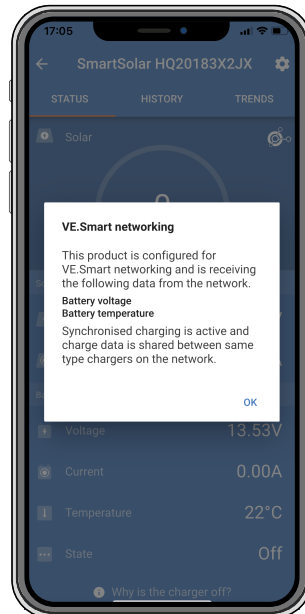 17:05
SmartSolar HQ20183X2JX
STATUS HISTORY TRENDS
Solar
VE.Smart networking
This product is configured for
VE.Smart networking and is receiving
the following data from the network.
Battery voltage
Battery temperature
Synchronised charging is active and
charge data is shared between same
type chargers on the network.
OK
Voltage 13.53V
Current 0.00A
Temperature 22°C
State Off
Why is the charger off?